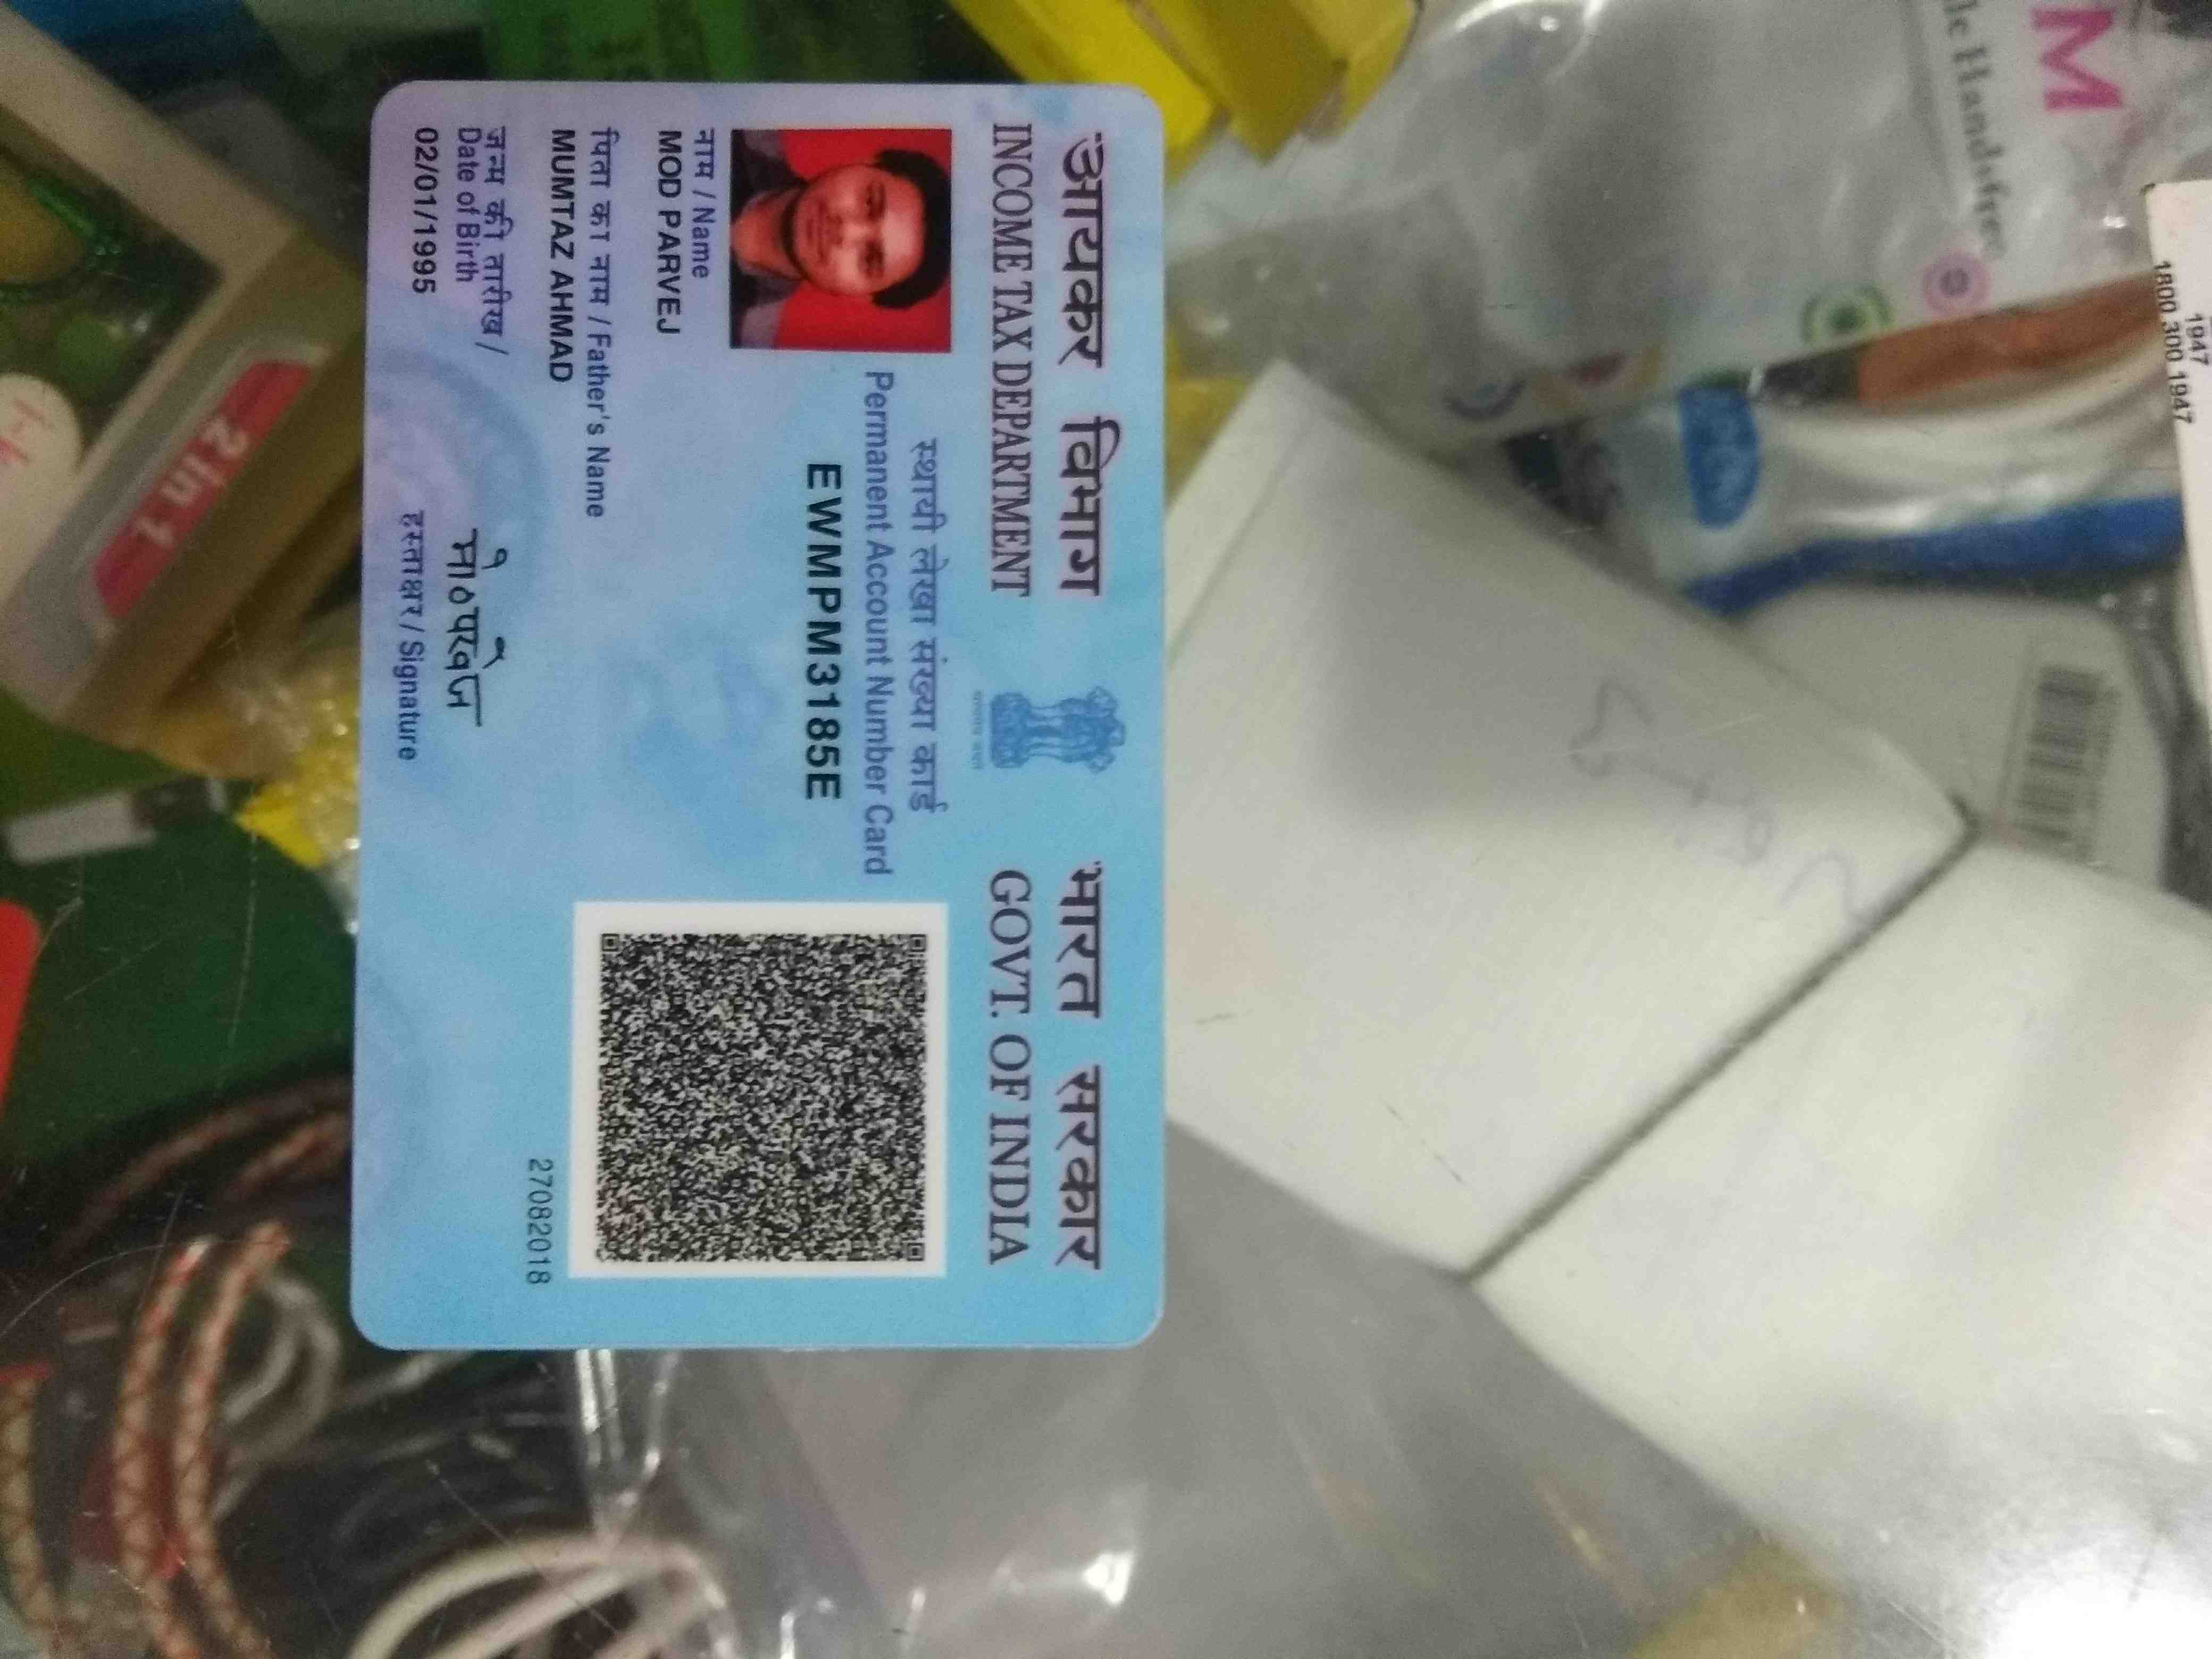 आयकर विभाग
INCOME TAX DEPARTMENT
भारत सरकार
GOVT. OF INDIA
स्थायी लेखा संख्या कार्ड
Permanent Account Number Card
EWMPM3185E
नाम / Name
MOD PARVEJ
पिता का नाम / Father's Name
MUMTAZ AHMAD
जन्म की तारीख /
Date of Birth
02/01/1995
मो०परवेज
हस्ताक्षर / Signature
27082018
2 in 1
M
Handsfree
1947
1800 300 1947